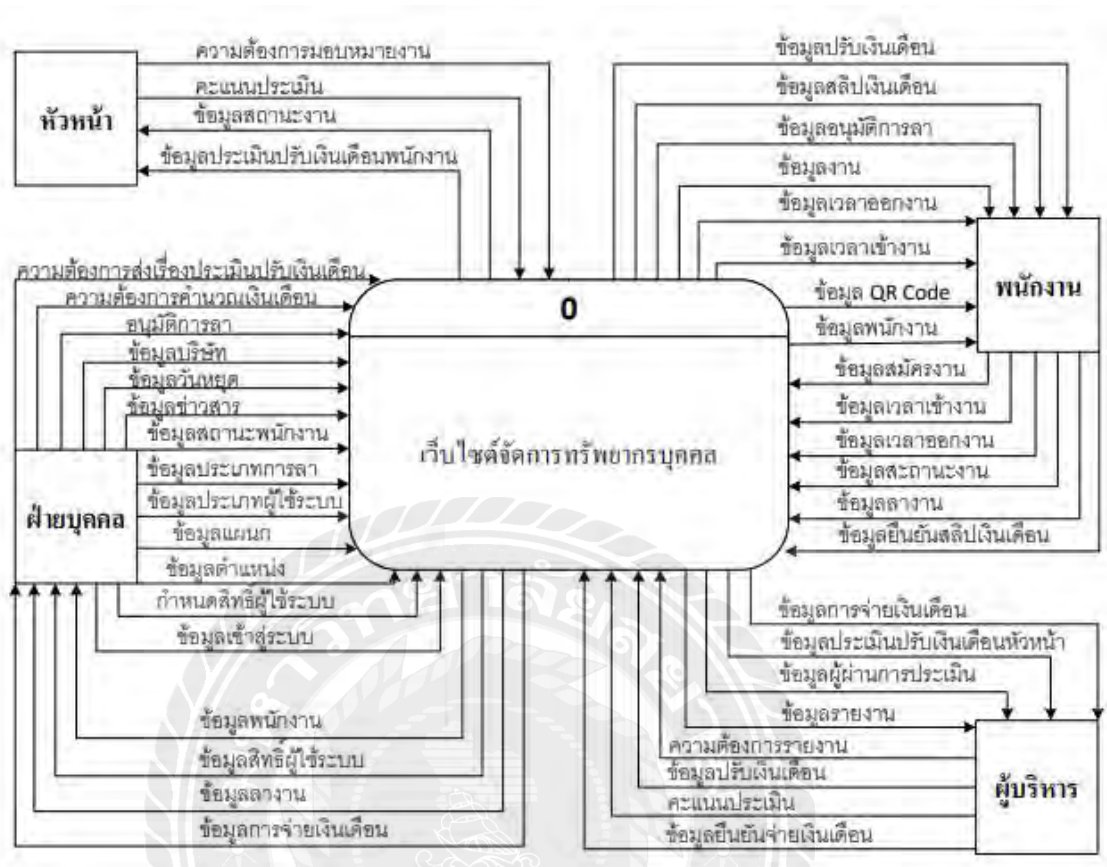 ความต้องการมอบหมายงาน
คะแนนประเมิน
ข้อมูลสถานะงาน
ข้อมูลประเมินปรับเงินเดือนพนักงาน
หัวหน้า
ข้อมูลปรับเงินเดือน
ข้อมูลสลิปเงินเดือน
ข้อมูลอนุมัติการลา
ข้อมูลงาน
ข้อมูลเวลาออกงาน
ข้อมูลเวลาเข้างาน
ข้อมูล QR Code
ข้อมูลพนักงาน
พนักงาน
ข้อมูลสมัครงาน
ข้อมูลเวลาเข้างาน
ข้อมูลเวลาออกงาน
ข้อมูลสะถานะงาน
ข้อมูลลางาน
ข้อมูลยืนยันสลิปเงินเดือน
0
เว็บไซต์จัดการทรัพยากรบุคคล
ความต้องการส่งเรื่องประเมินปรับเงินเดือน
ความต้องการคำนวณเงินเดือน
อนุมัติการลา
ข้อมูลบริษัท
ข้อมูลวันหยุด
ข้อมูลข่าวสาร
ข้อมูลสถานะพนักงาน
ข้อมูลประเภทการลา
ข้อมูลประเภทผู้ใช้ระบบ
ข้อมูลแผนก
ข้อมูลตำแหน่ง
กำหนดสิทธิ์ผู้ใช้ระบบ
ข้อมูลเข้าสู่ระบบ
ฝ่ายบุคคล
ข้อมูลพนักงาน
ข้อมูลสิทธิ์ผู้ใช้ระบบ
ข้อมูลลางาน
ข้อมูลการจ่ายเงินเดือน
ข้อมูลการจ่ายเงินเดือน
ข้อมูลประเมินปรับเงินเดือนหัวหน้า
ข้อมูลผู้ผ่านการประเมิน
ข้อมูลรายงาน
ความต้องการรายงาน
ข้อมูลปรับเงินเดือน
คะแนนประเมิน
ข้อมูลยืนยันจ่ายเงินเดือน
ผู้บริหาร